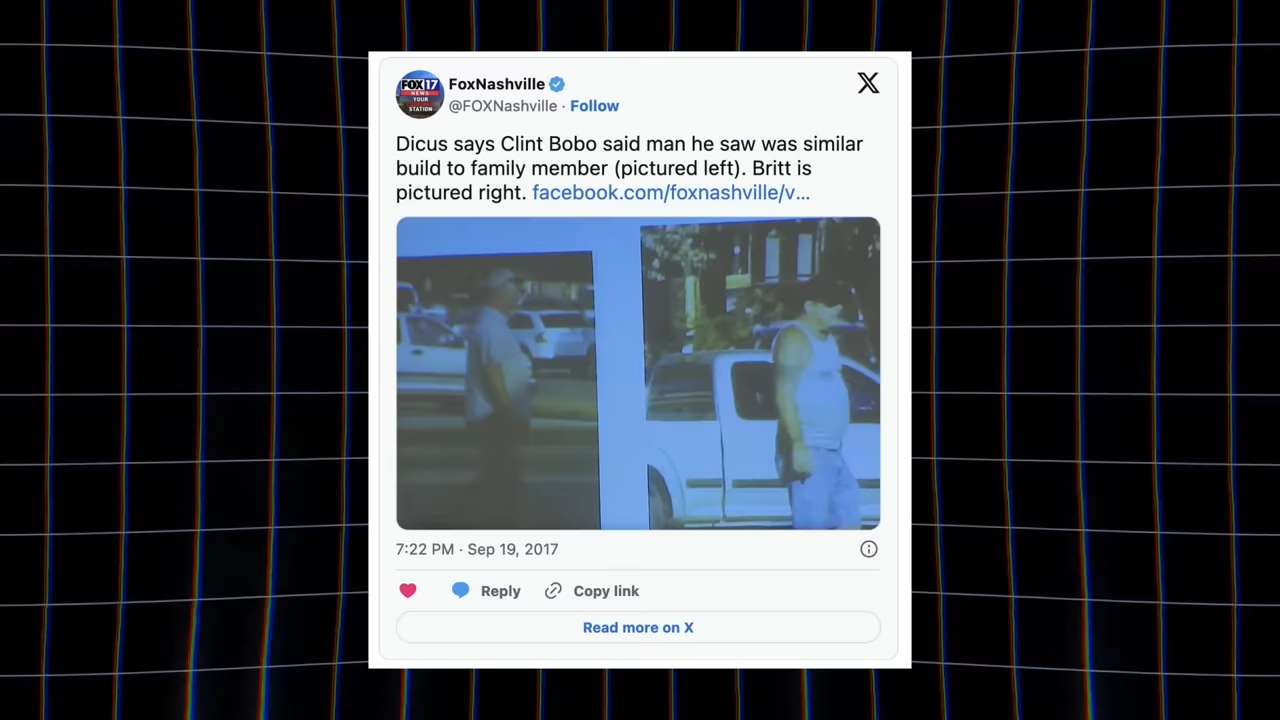 FOX17
NEWS
YOUR
STATION
FoxNashville
@FOXNashville · Follow
Dicus says Clint Bobo said man he saw was similar
build to family member (pictured left). Britt is
pictured right. facebook.com/foxnashville/v...
7:22 PM · Sep 19, 2017
Reply
Copy link
Read more on X